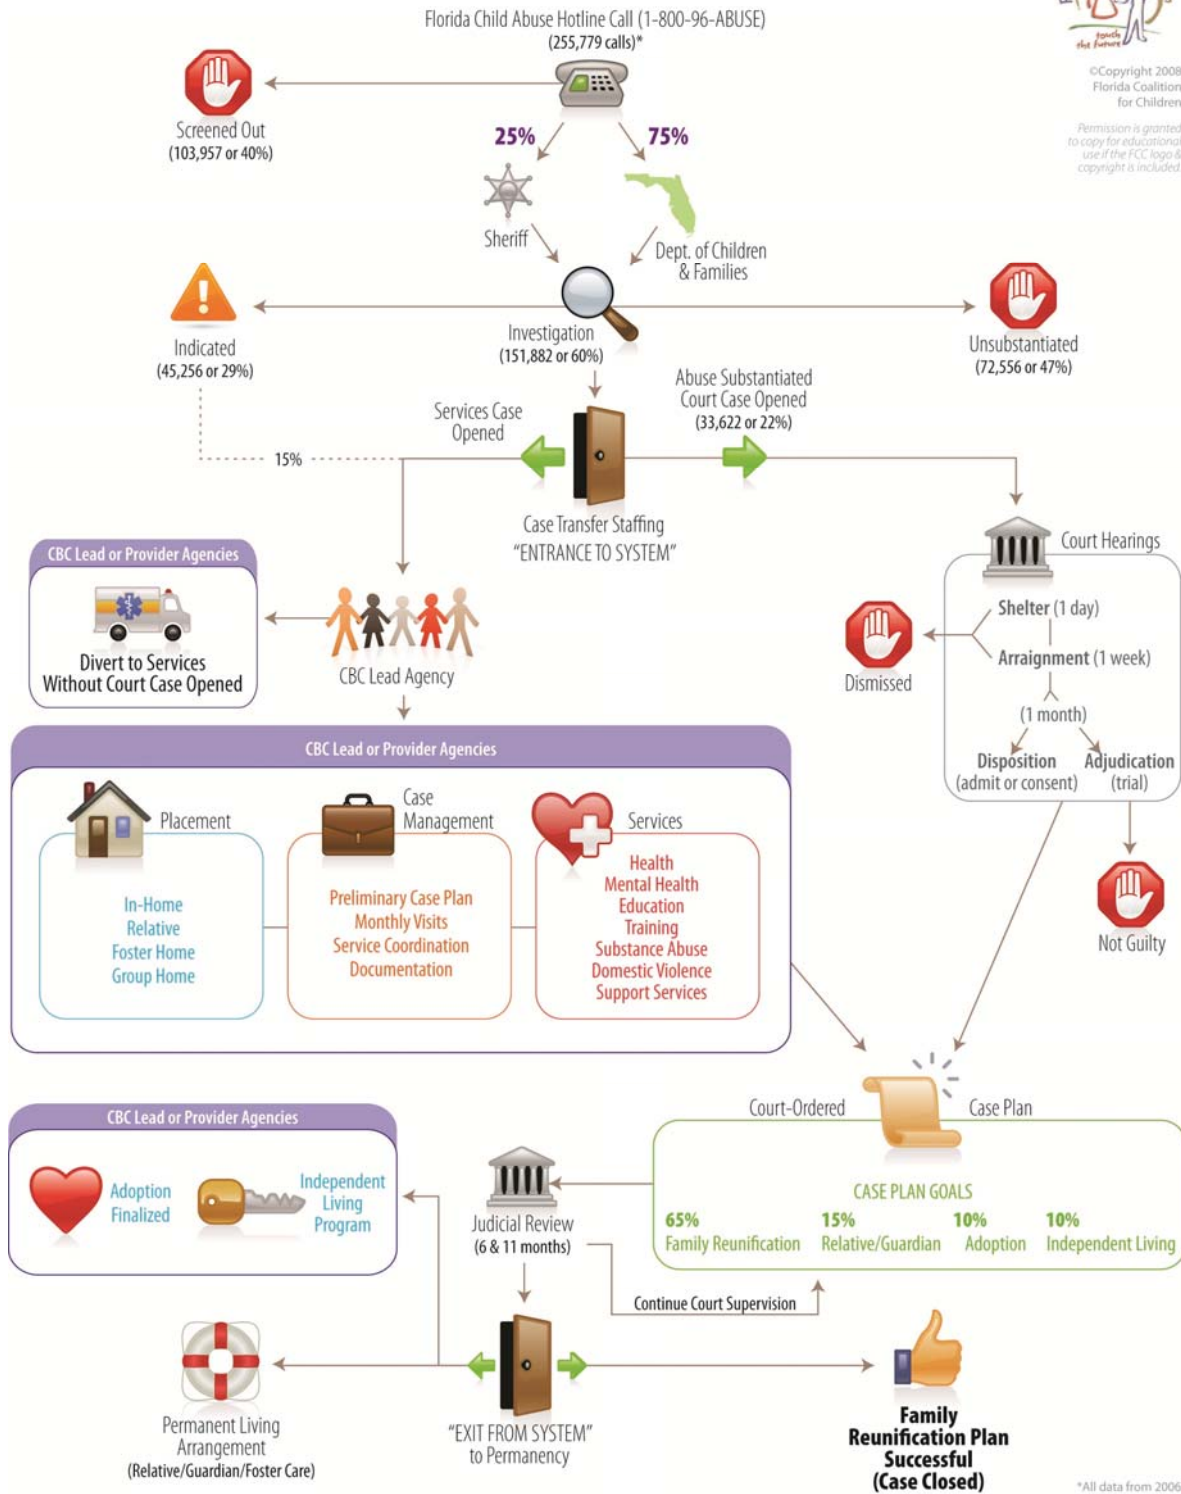 Florida Child Abuse Hotline Call (1-800-96-ABUSE)
(255,779 calls)*
touch
the future
©Copyright 2008
Florida Coalition
for Children
Permission is granted
to copy for educational
use if the FCC logo &
copyright is included.
Screened Out
(103,957 or 40%)
25%
75%
Sheriff
Dept. of Children
& Families
Indicated
(45,256 or 29%)
Investigation
(151,882 or 60%)
Unsubstantiated
(72,556 or 47%)
Services Case
Opened
Abuse Substantiated
Court Case Opened
(33,622 or 22%)
15%
Case Transfer Staffing
"ENTRANCE TO SYSTEM"
CBC Lead or Provider Agencies
Divert to Services
Without Court Case Opened
CBC Lead Agency
Court Hearings
Shelter (1 day)
Arraignment (1 week)
(1 month)
Disposition
(admit or consent)
Adjudication
(trial)
Dismissed
Not Guilty
CBC Lead or Provider Agencies
Placement
In-Home
Relative
Foster Home
Group Home
Case
Management
Preliminary Case Plan
Monthly Visits
Service Coordination
Documentation
Services
Health
Mental Health
Education
Training
Substance Abuse
Domestic Violence
Support Services
Court-Ordered
Case Plan
CASE PLAN GOALS
65%
Family Reunification
15%
Relative/Guardian
10%
Adoption
10%
Independent Living
CBC Lead or Provider Agencies
Adoption
Finalized
Independent
Living
Program
Judicial Review
(6 & 11 months)
Continue Court Supervision
Permanent Living
Arrangement
(Relative/Guardian/Foster Care)
"EXIT FROM SYSTEM"
to Permanency
Family
Reunification Plan
Successful
(Case Closed)
*All data from 2006